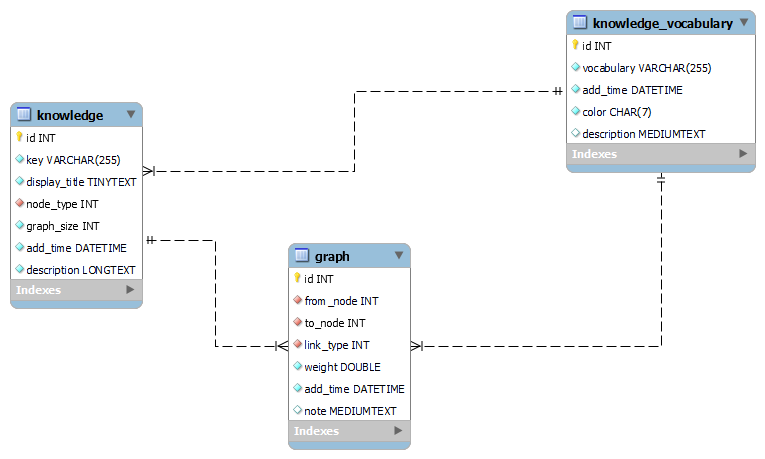 knowledge_vocabulary
id INT
vocabulary VARCHAR(255)
add_time DATETIME
color CHAR(7)
description MEDIUMTEXT
Indexes
knowledge
id INT
key VARCHAR(255)
display_title TINYTEXT
node_type INT
graph_size INT
add_time DATETIME
description LONGTEXT
Indexes
graph
id INT
from_node INT
to_node INT
link_type INT
weight DOUBLE
add_time DATETIME
note MEDIUMTEXT
Indexes